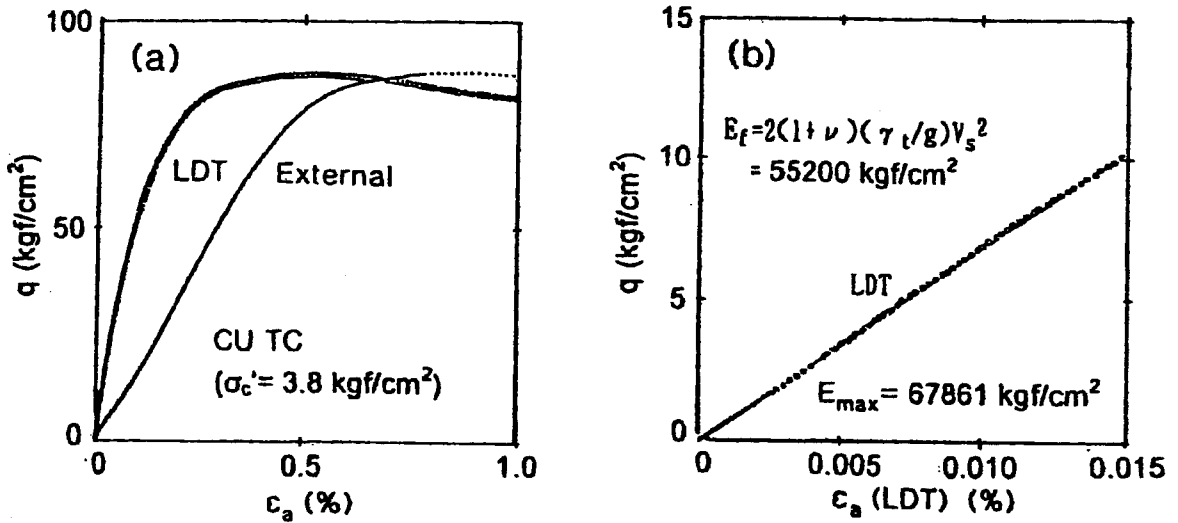 100
(a)
50
0
q (kgf/cm²)
LDT
External
CU TC
(σc'= 3.8 kgf/cm²)
0
0.5
1.0
εa (%)
15
(b)
Ef=2(1+ν)(γt/g)Vs²
= 55200 kgf/cm²
10
q (kgf/cm²)
LDT
5
Emax= 67861 kgf/cm²
0
0
0.005
0.010
0.015
εa (LDT) (%)